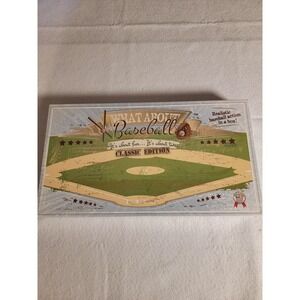 WHAT ABOUT
Baseball
Realistic
baseball action
in a box!
It's about fun... It's about time
CLASSIC EDITION